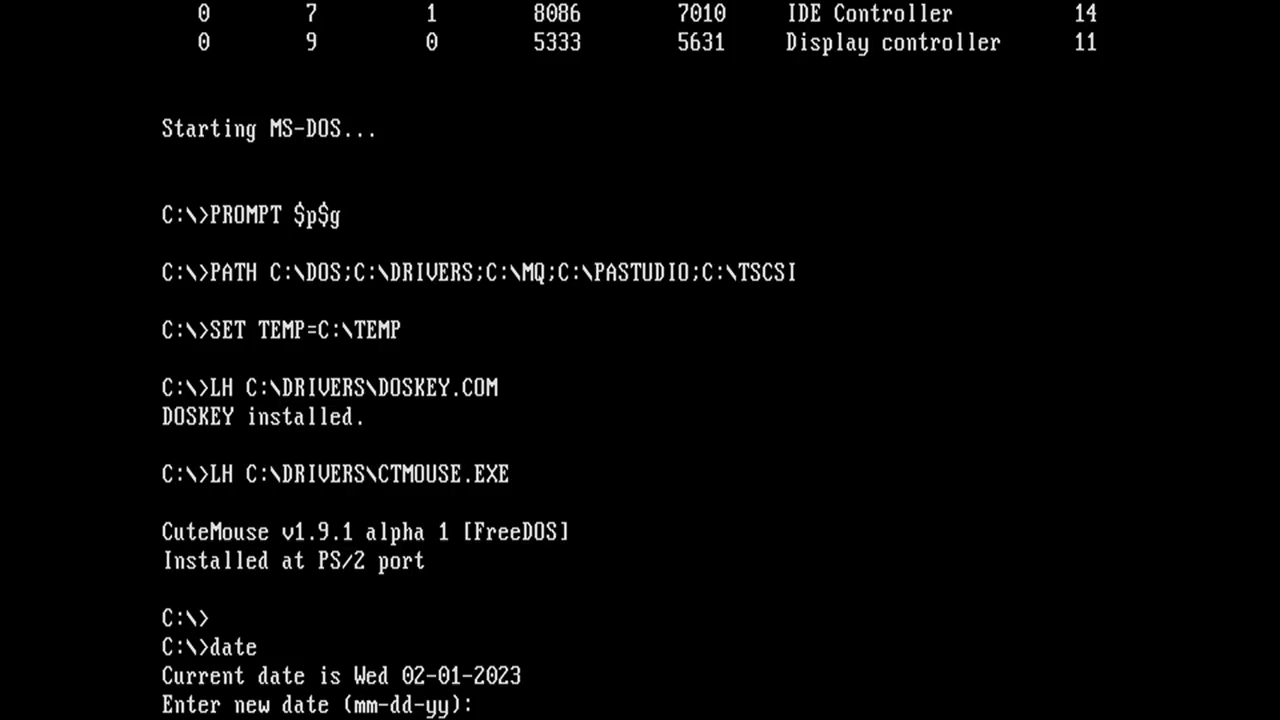 0 7 1 8086 7010 IDE Controller 14
0 9 0 5333 5631 Display controller 11
Starting MS-DOS...
C:\>PROMPT $p$g
C:\>PATH C:\DOS;C:\DRIVERS;C:\MQ;C:\PASTUDIO;C:\TSCSI
C:\>SET TEMP=C:\TEMP
C:\>LH C:\DRIVERS\DOSKEY.COM
DOSKEY installed.
C:\>LH C:\DRIVERS\CTMOUSE.EXE
CuteMouse v1.9.1 alpha 1 [FreeDOS]
Installed at PS/2 port
C:\>
C:\>date
Current date is Wed 02-01-2023
Enter new date (mm-dd-yy):